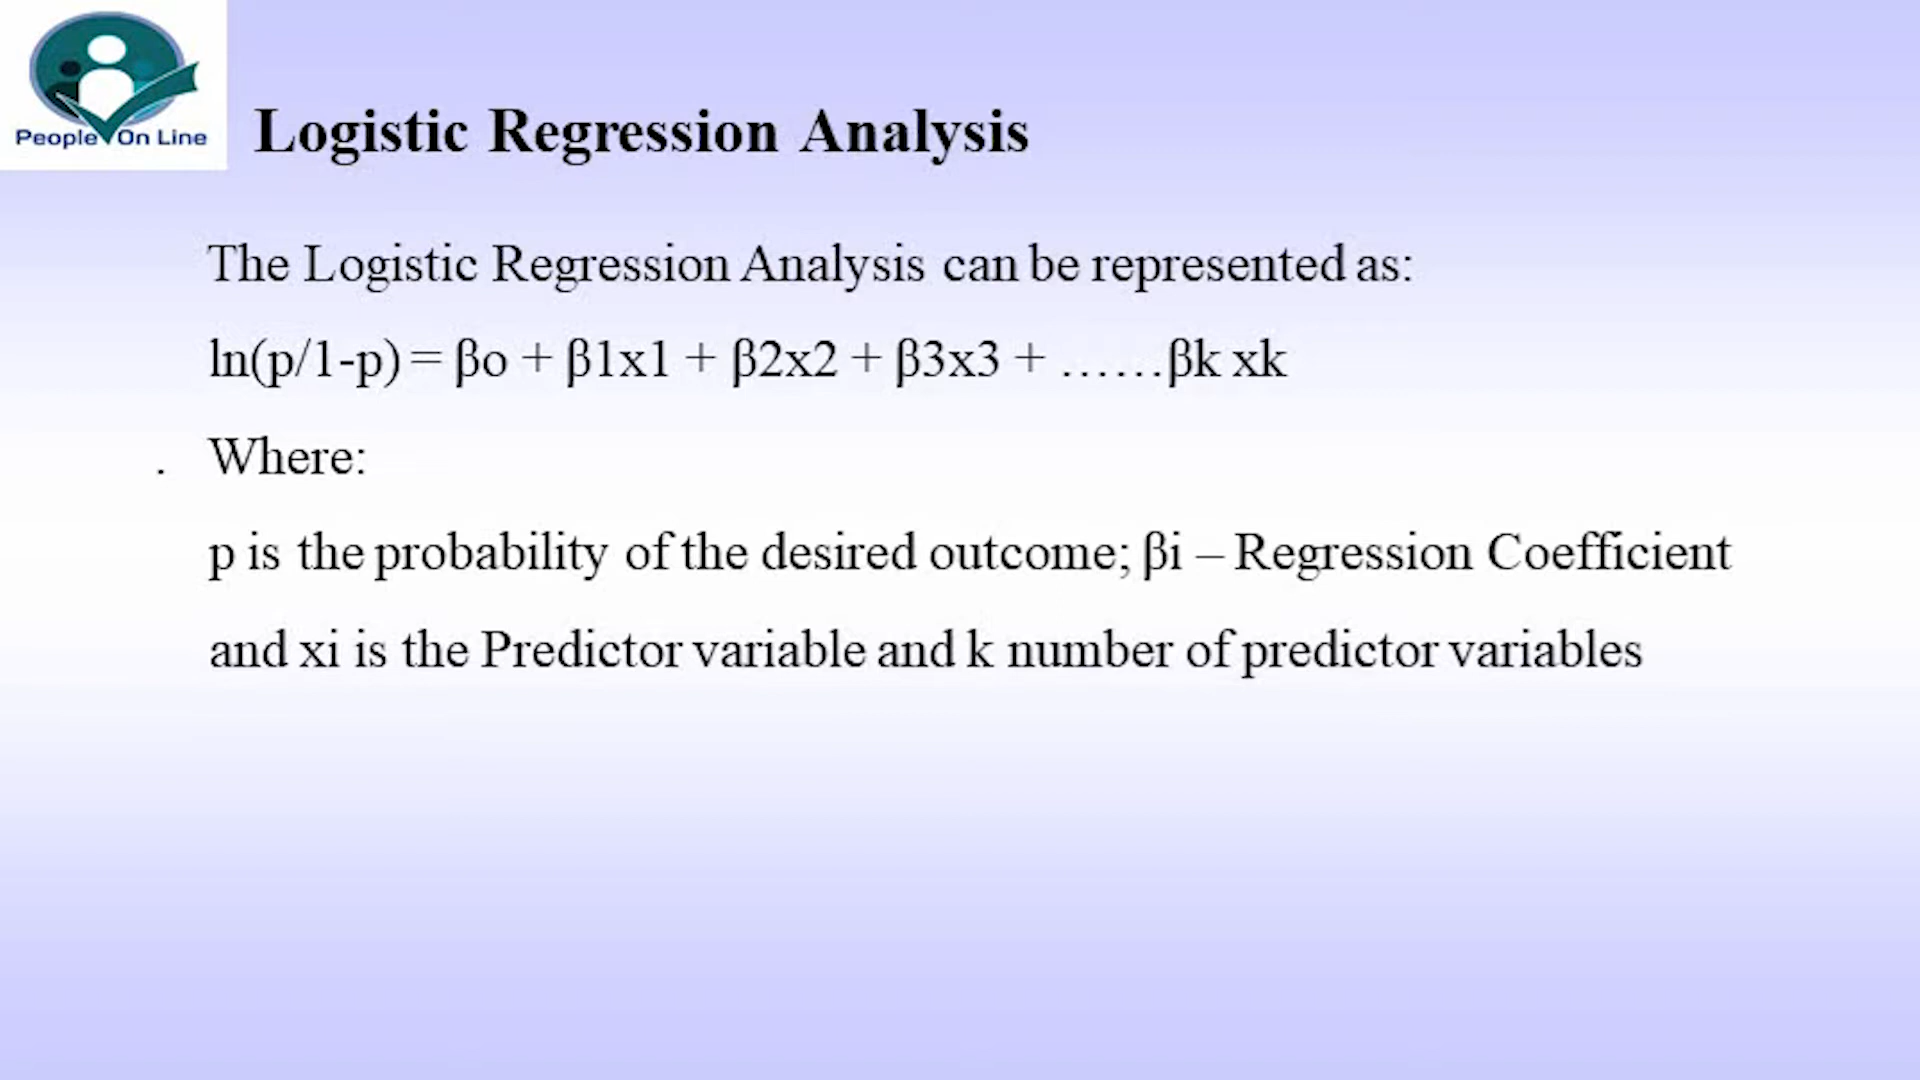 People On Line
Logistic Regression Analysis
The Logistic Regression Analysis can be represented as:
ln(p/1-p) = βo + β1x1 + β2x2 + β3x3 + ……βk xk
. Where:
p is the probability of the desired outcome; βi – Regression Coefficient
and xi is the Predictor variable and k number of predictor variables